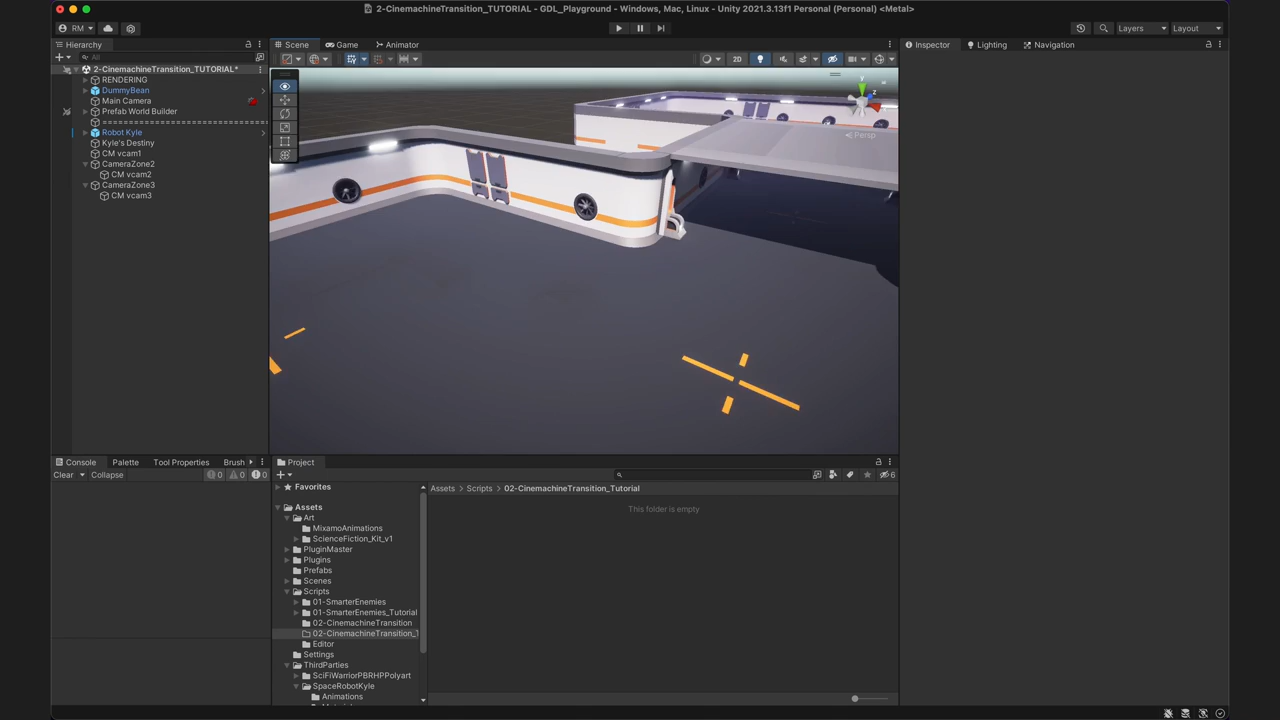 2-CinemachineTransition_TUTORIAL - GDL_Playground - Windows, Mac, Linux - Unity 2021.3.13f1 Personal (Personal) <Metal>
RM
Layers
Layout
Hierarchy
Scene
Game
Animator
Inspector
Lighting
Navigation
All
2D
2-CinemachineTransition_TUTORIAL*
RENDERING
DummyBean
Main Camera
Prefab World Builder
Robot Kyle
Kyle's Destiny
CM vcam1
CameraZone2
CM vcam2
CameraZone3
CM vcam3
y
z
Persp
Console
Palette
Tool Properties
Brush
Clear
Collapse
0
0
0
Project
6
Favorites
Assets
Art
MixamoAnimations
ScienceFiction_Kit_v1
PluginMaster
Plugins
Prefabs
Scenes
Scripts
01-SmarterEnemies
01-SmarterEnemies_Tutorial
02-CinemachineTransition
02-CinemachineTransition_T
Editor
Settings
ThirdParties
SciFiWarriorPBRHPPolyart
SpaceRobotKyle
Animations
Assets
Scripts
02-CinemachineTransition_Tutorial
This folder is empty